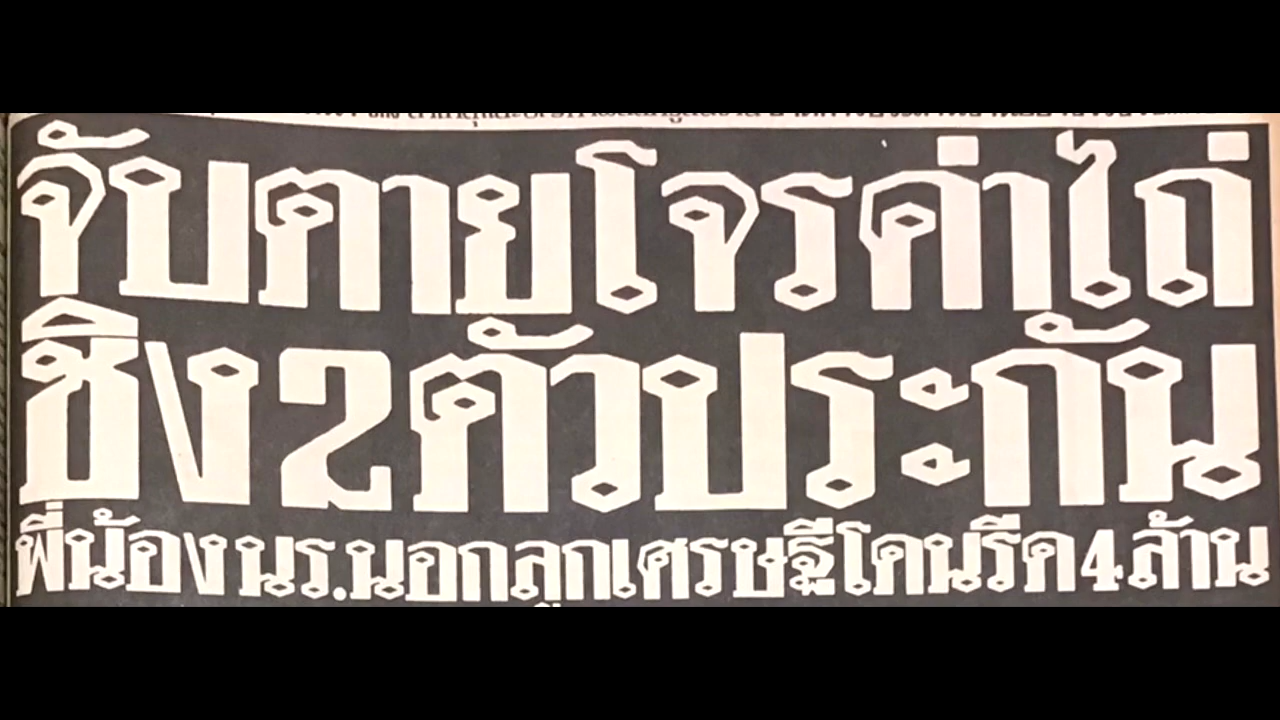 จับตายโจรค่าไถ่
ชิง2ตัวประกัน
พี่น้องนร.นอกลูกเศรษฐีโดนรีด4ล้าน